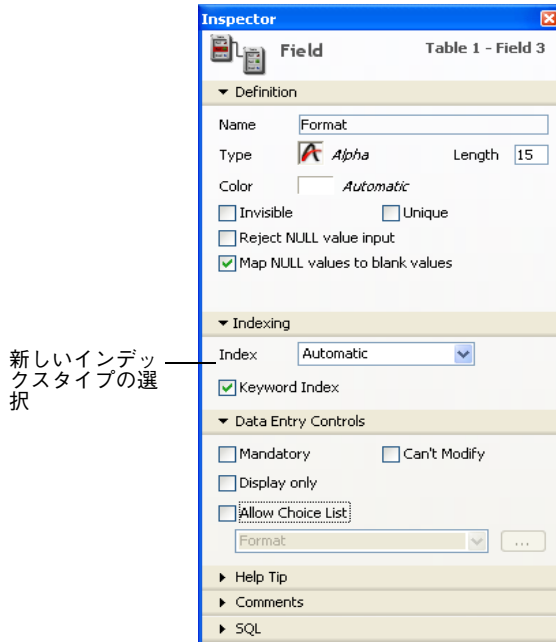 Inspector
Field
Table 1 - Field 3
Definition
Name Format
Type Alpha Length 15
Color Automatic
Invisible Unique
Reject NULL value input
Map NULL values to blank values
Indexing
Index Automatic
Keyword Index
新しいインデッ
クスタイプの選
択
Data Entry Controls
Mandatory Can't Modify
Display only
Allow Choice List
Format ...
Help Tip
Comments
SQL